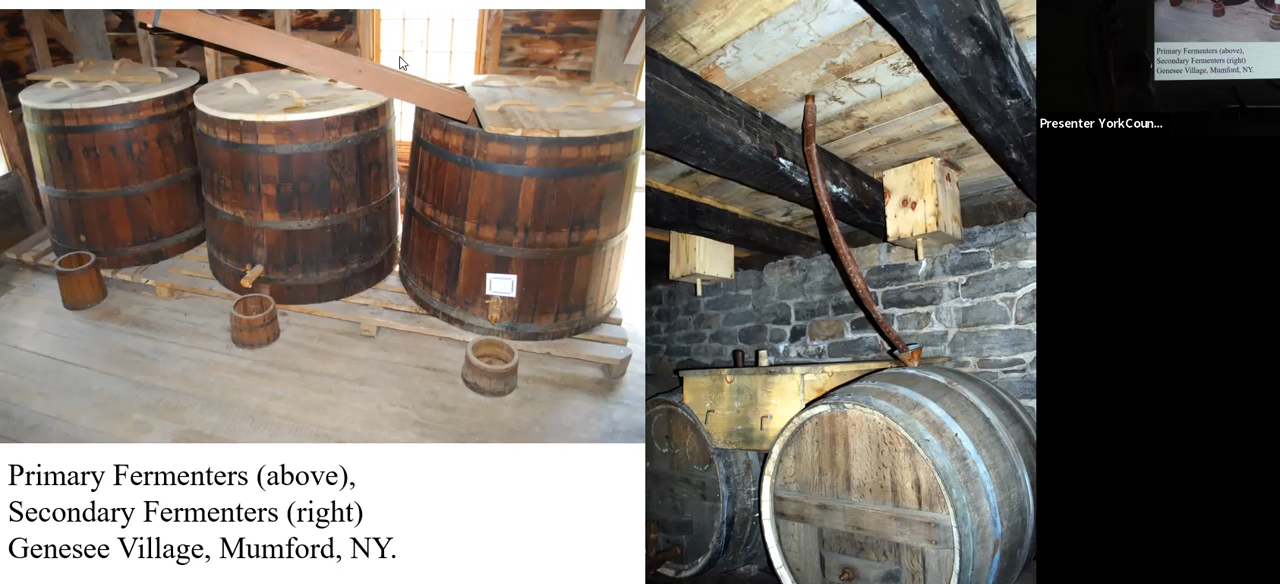 Primary Fermenters (above),
Secondary Fermenters (right)
Genesee Village, Mumford, NY.
Primary Fermenters (above),
Secondary Fermenters (right)
Genesee Village, Mumford, NY.
Presenter YorkCoun...